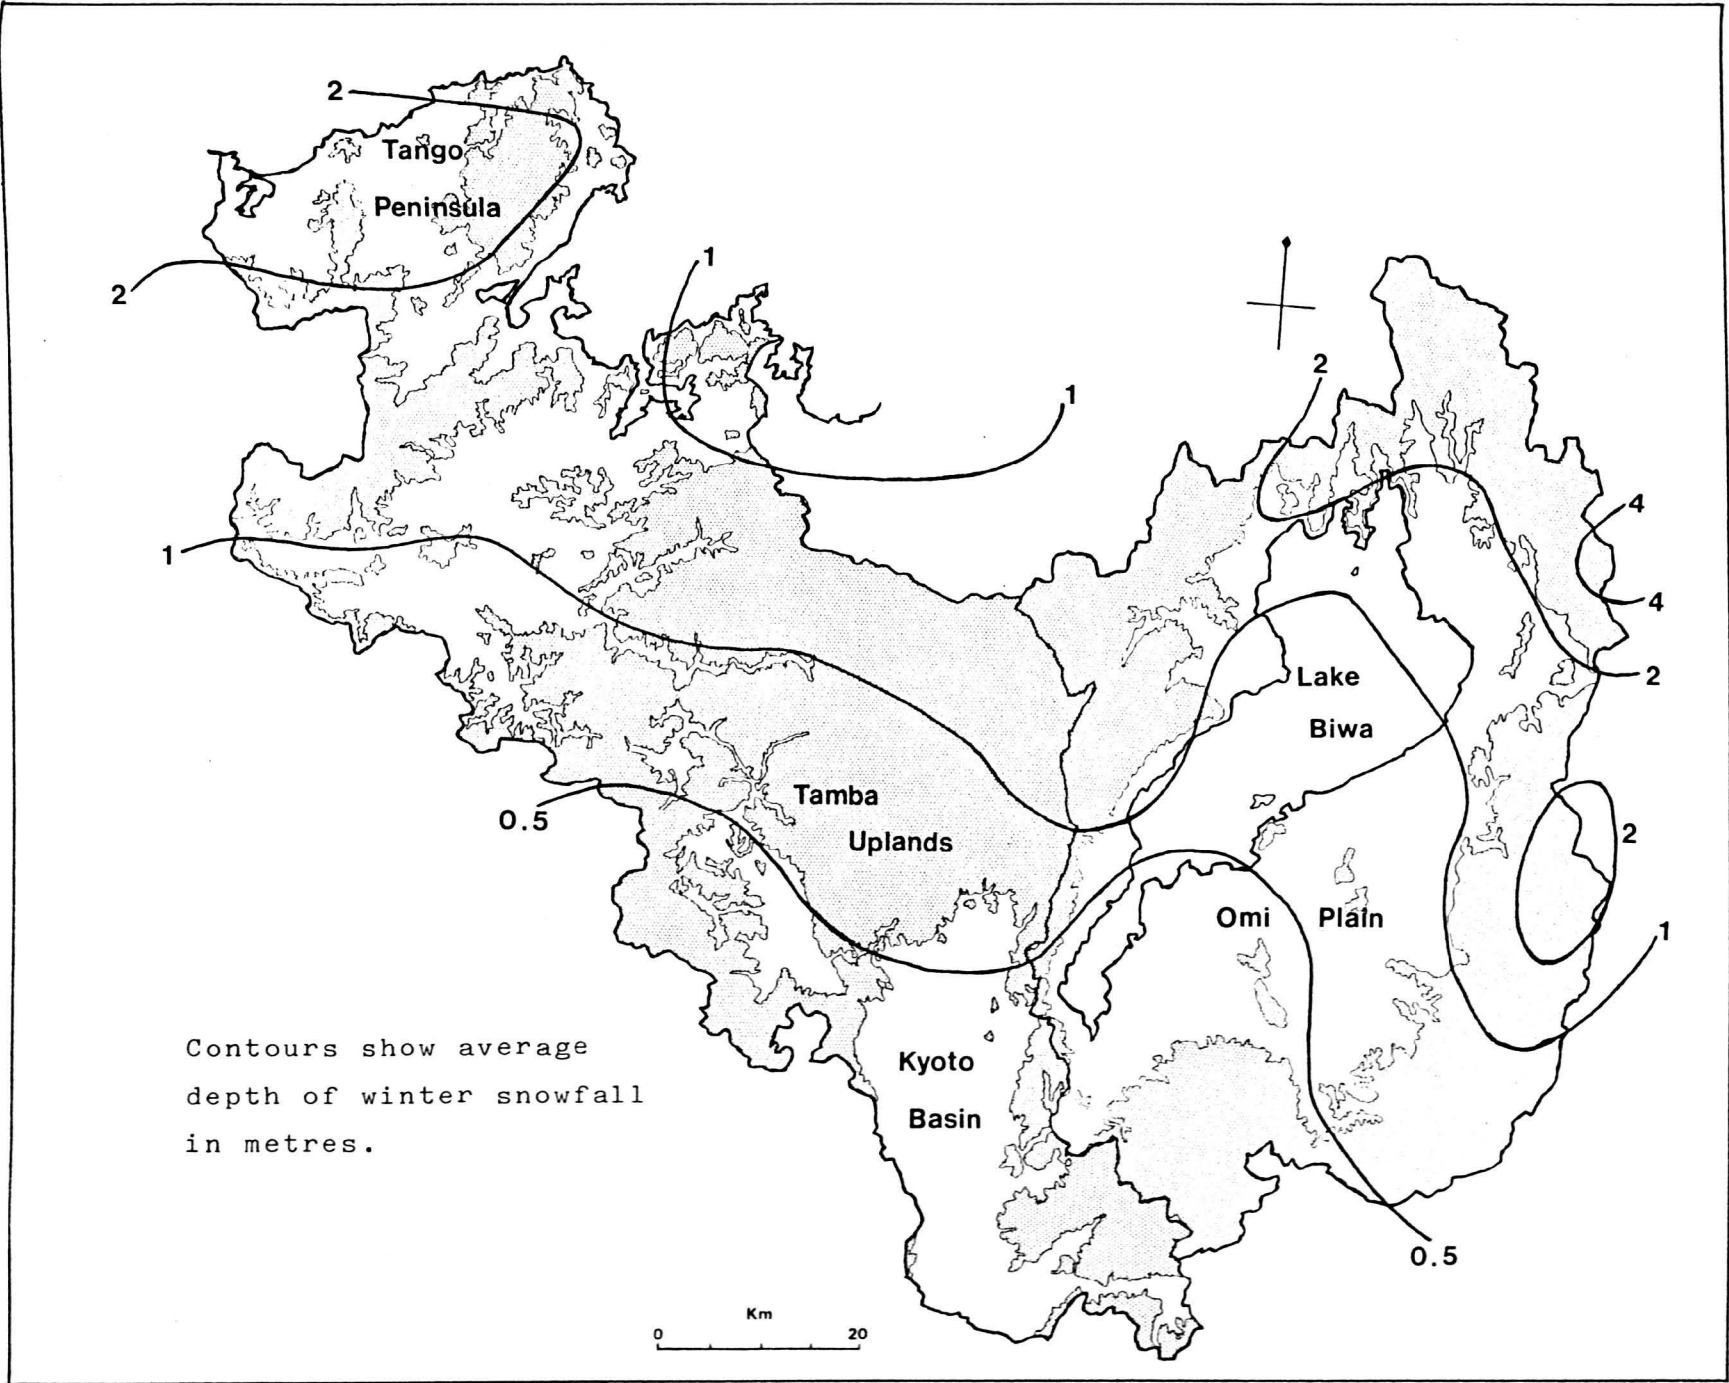 2
Tango
Peninsula
2
1
1
2
4
4
1
2
Lake
Biwa
0.5
Tamba
Uplands
2
Omi Plain
1
Kyoto
Basin
Contours show average
depth of winter snowfall
in metres.
0.5
Km
0 20